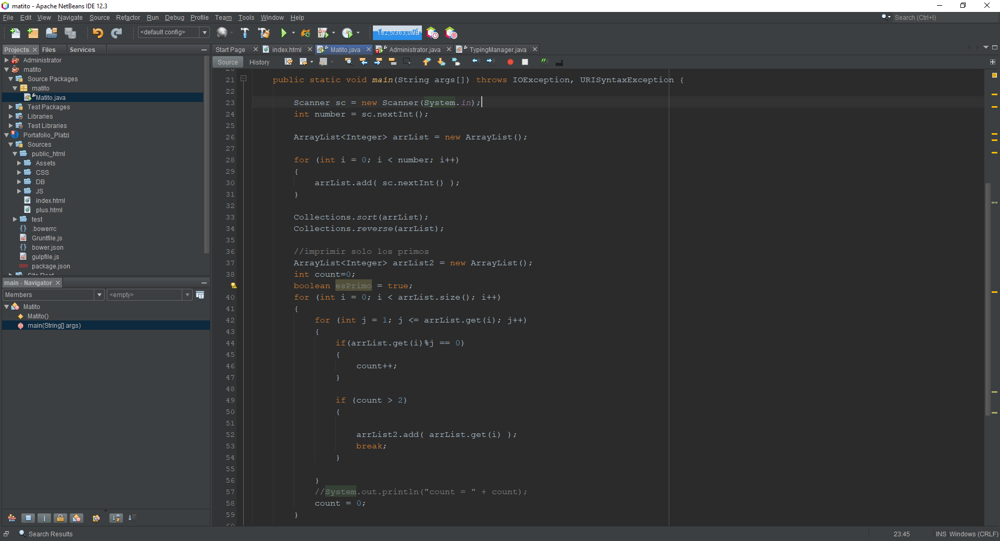 matito - Apache NetBeans IDE 12.3
File Edit View Navigate Source Refactor Run Debug Profile Team Tools Window Help
Search (Ctrl+I)
<default config>
182,5/363,0MB
Projects Files Services
Administrator
matito
Source Packages
matito
Matito.java
Test Packages
Libraries
Test Libraries
Portafolio_Platzi
Sources
public_html
Assets
CSS
DB
JS
index.html
plus.html
test
.bowerrc
Gruntfile.js
bower.json
gulpfile.js
package.json
Site Root
main - Navigator
Members
<empty>
Matito
Matito()
main(String[] args)
Start Page index.html Matito.java Administrator.java TypingManager.java
Source History
20
21 public static void main(String args[]) throws IOException, URISyntaxException {
22
23 Scanner sc = new Scanner(System.in);
24 int number = sc.nextInt();
25
26 ArrayList<Integer> arrList = new ArrayList();
27
28 for (int i = 0; i < number; i++)
29 {
30 arrList.add( sc.nextInt() );
31 }
32
33 Collections.sort(arrList);
34 Collections.reverse(arrList);
35
36 //imprimir solo los primos
37 ArrayList<Integer> arrList2 = new ArrayList();
38 int count=0;
boolean esPrimo = true;
40 for (int i = 0; i < arrList.size(); i++)
41 {
42 for (int j = 1; j <= arrList.get(i); j++)
43 {
44 if(arrList.get(i)%j == 0)
45 {
46 count++;
47 }
48
49 if (count > 2)
50 {
51
52 arrList2.add( arrList.get(i) );
53 break;
54 }
55
56 }
57 //System.out.println("count = " + count);
58 count = 0;
59 }
60
Search Results
23:45 INS Windows (CRLF)